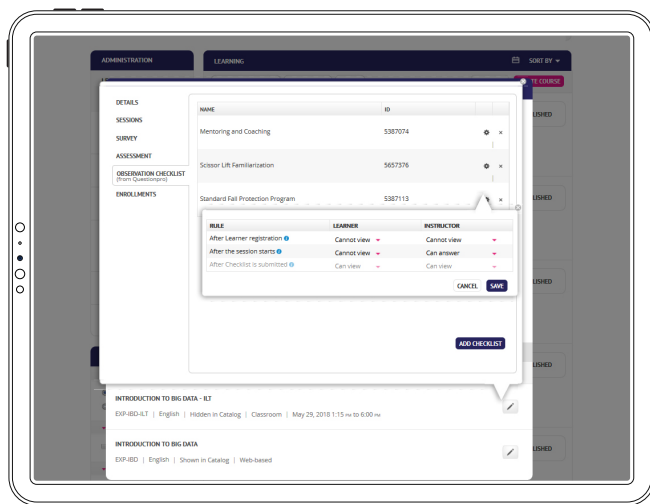 ADMINISTRATION
LEARNING
SORT BY
TE COURSE
DETAILS
SESSIONS
SURVEY
ASSESSMENT
OBSERVATION CHECKLIST
(from Questionpro)
ENROLLMENTS
NAME ID
Mentoring and Coaching 5387074
Scissor Lift Familiarization 5657376
Standard Fall Protection Program 5387113
RULE LEARNER INSTRUCTOR
After Learner registration Cannot view Cannot view
After the session starts Cannot view Can answer
After Checklist is submitted Can view Can view
CANCEL SAVE
ADD CHECKLIST
LISHED
LISHED
LISHED
LISHED
LISHED
INTRODUCTION TO BIG DATA - ILT
EXP-IBD-ILT | English | Hidden in Catalog | Classroom | May 29, 2018 1:15 PM to 6:00 PM
INTRODUCTION TO BIG DATA
EXP-IBD | English | Shown in Catalog | Web-based